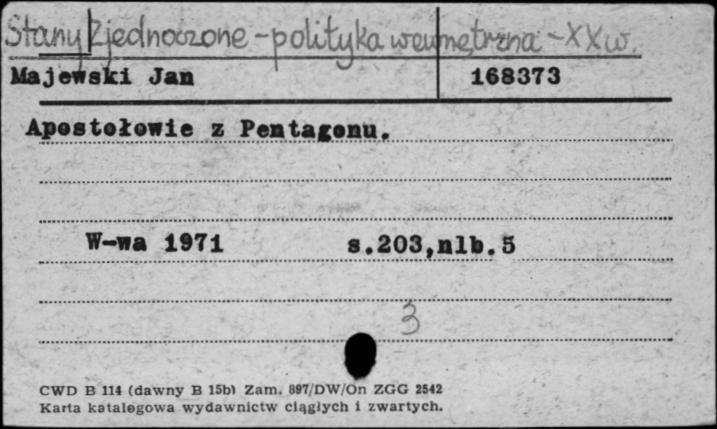 Stany Zjednoczone - polityka wewnętrzna - XX w.
Majewski Jan 168373
Apostołowie z Pentagonu.
W-wa 1971 s.203,nlb.5
3
CWD B 114 (dawny B 15b) Zam. 897/DW/On ZGG 2542
Karta katalogowa wydawnictw ciągłych i zwartych.